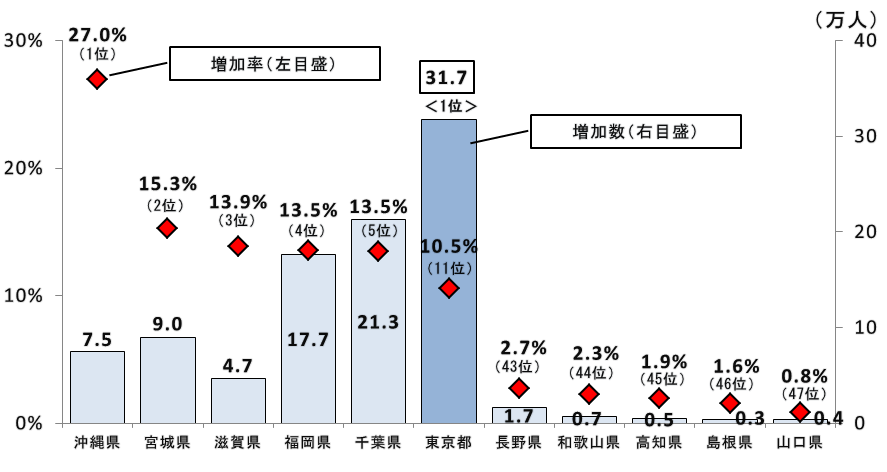 (万人)
30%
20%
10%
0%
40
30
20
10
0
増加率(左目盛)
増加数(右目盛)
27.0%
(1位)
7.5
15.3%
(2位)
9.0
13.9%
(3位)
4.7
13.5%
(4位)
17.7
13.5%
(5位)
21.3
31.7
<1位>
10.5%
(11位)
2.7%
(43位)
1.7
2.3%
(44位)
0.7
1.9%
(45位)
0.5
1.6%
(46位)
0.3
0.8%
(47位)
0.4
沖縄県 宮城県 滋賀県 福岡県 千葉県 東京都 長野県 和歌山県 高知県 島根県 山口県